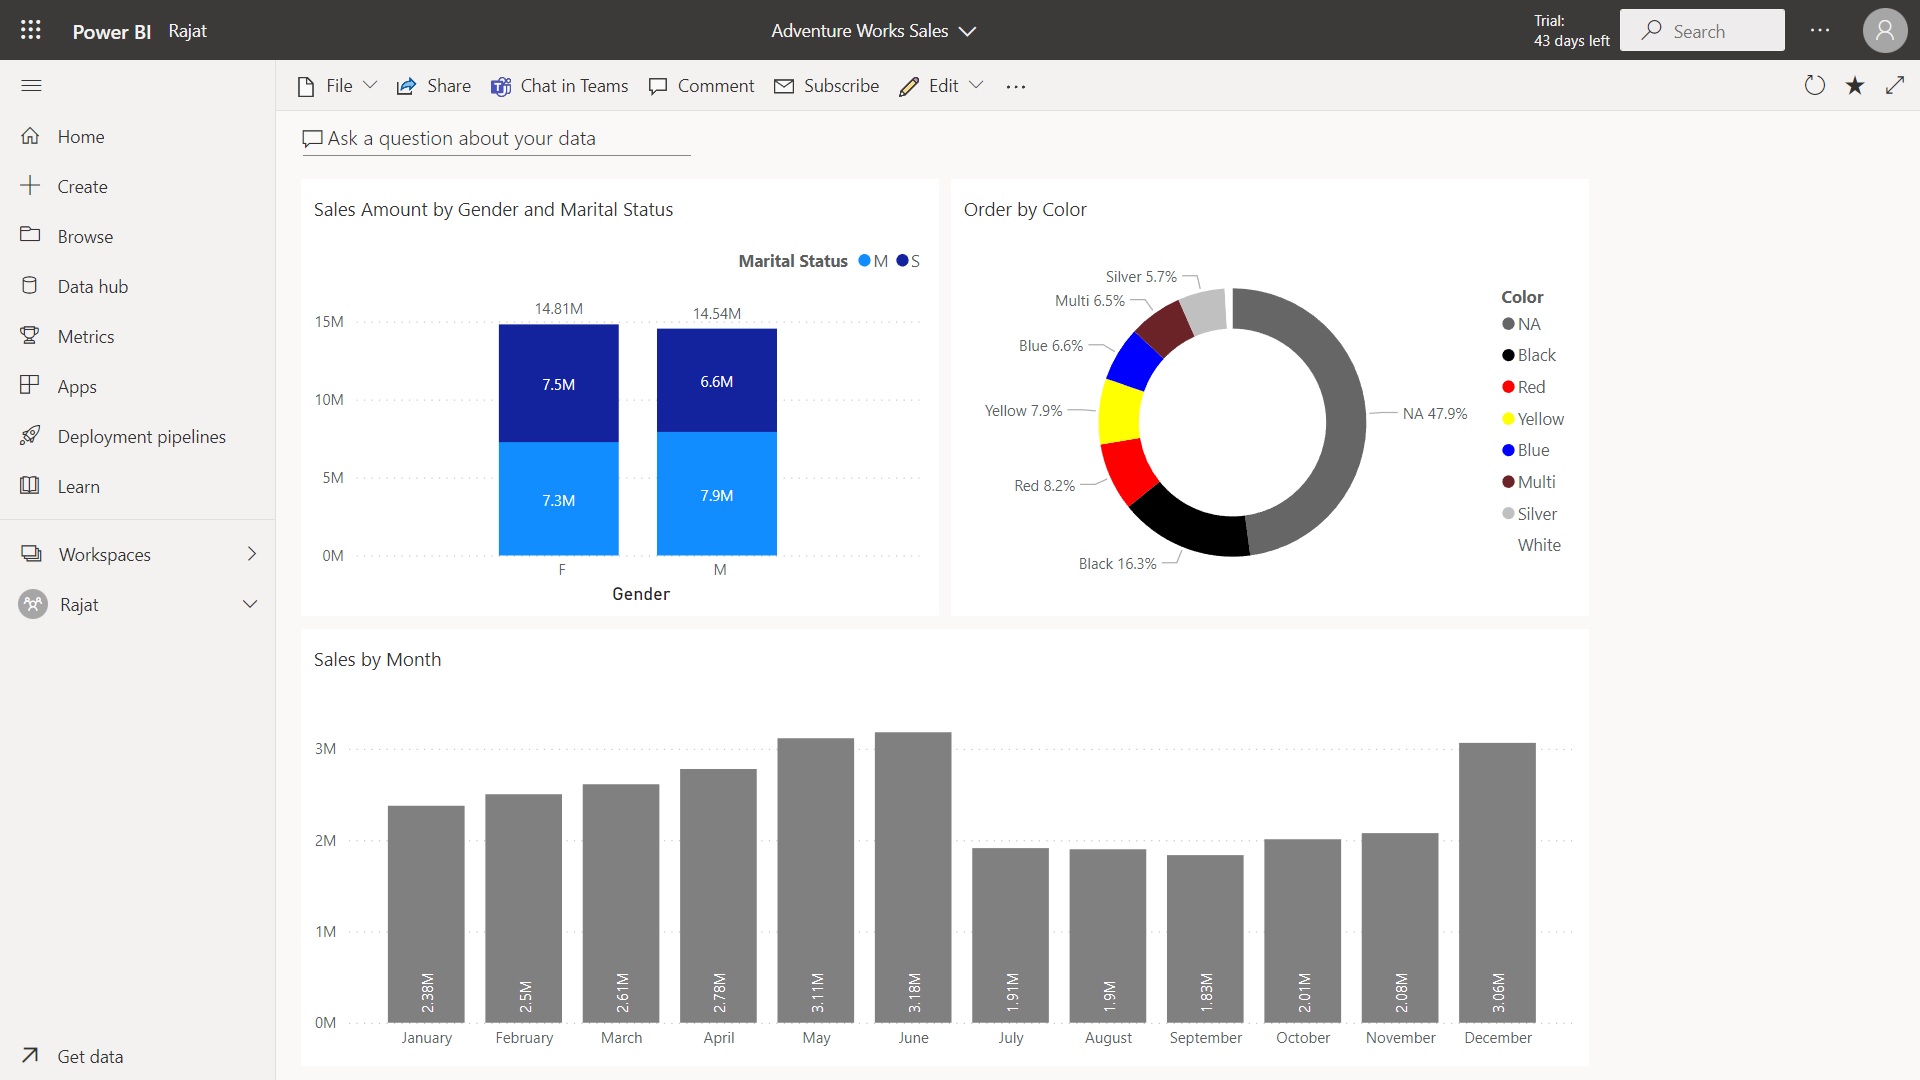 Power BI Rajat
Adventure Works Sales
Trial:
43 days left
Search
File
Share
Chat in Teams
Comment
Subscribe
Edit
Home
Create
Browse
Data hub
Metrics
Apps
Deployment pipelines
Learn
Workspaces
Rajat
Get data
Ask a question about your data
Sales Amount by Gender and Marital Status
Marital Status M S
14.81M
14.54M
15M
10M
5M
0M
7.5M
6.6M
7.3M
7.9M
F
M
Gender
Order by Color
Silver 5.7%
Multi 6.5%
Blue 6.6%
Yellow 7.9%
Red 8.2%
Black 16.3%
NA 47.9%
Color
NA
Black
Red
Yellow
Blue
Multi
Silver
White
Sales by Month
3M
2M
1M
0M
2.38M
2.5M
2.61M
2.78M
3.11M
3.18M
1.91M
1.9M
1.83M
2.01M
2.08M
3.06M
January
February
March
April
May
June
July
August
September
October
November
December